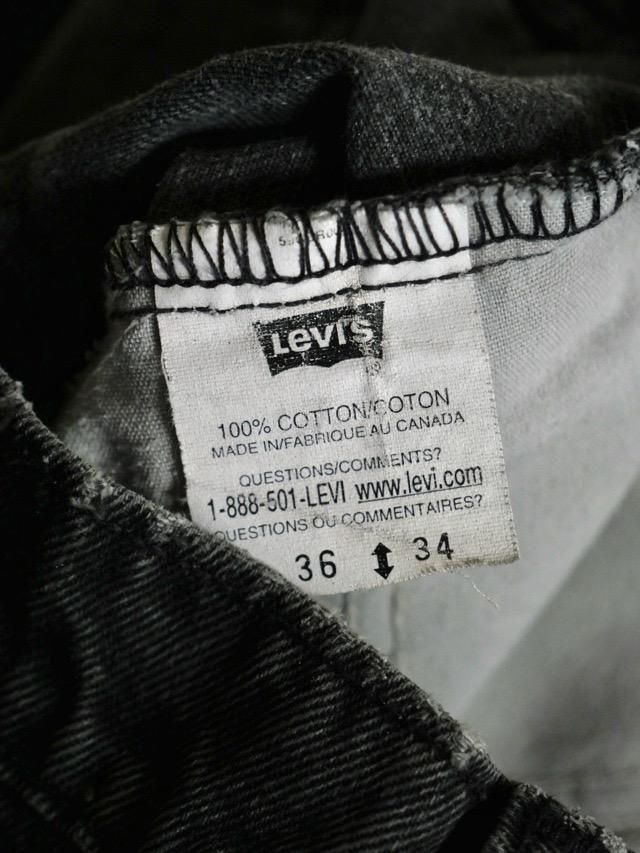 Levi's
100% COTTON/COTON
MADE IN/FABRIQUE AU CANADA
QUESTIONS/COMMENTS?
1-888-501-LEVI www.levi.com
QUESTIONS OU COMMENTAIRES?
36 34